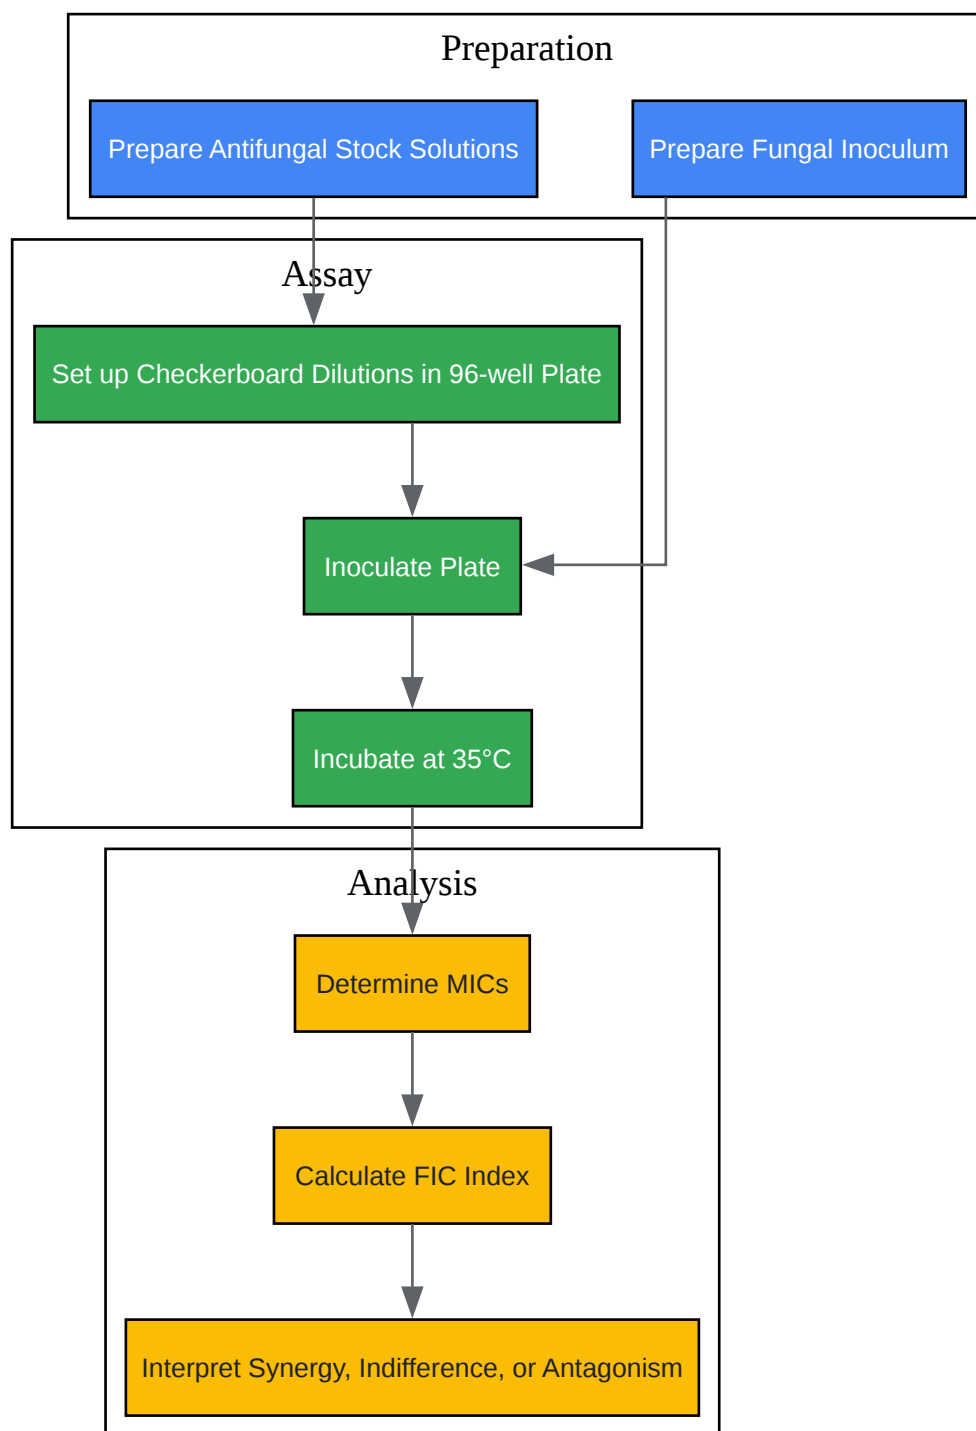 Preparation
Prepare Antifungal Stock Solutions
Prepare Fungal Inoculum
Assay
Set up Checkerboard Dilutions in 96-well Plate
Inoculate Plate
Incubate at 35°C
Analysis
Determine MICs
Calculate FIC Index
Interpret Synergy, Indifference, or Antagonism